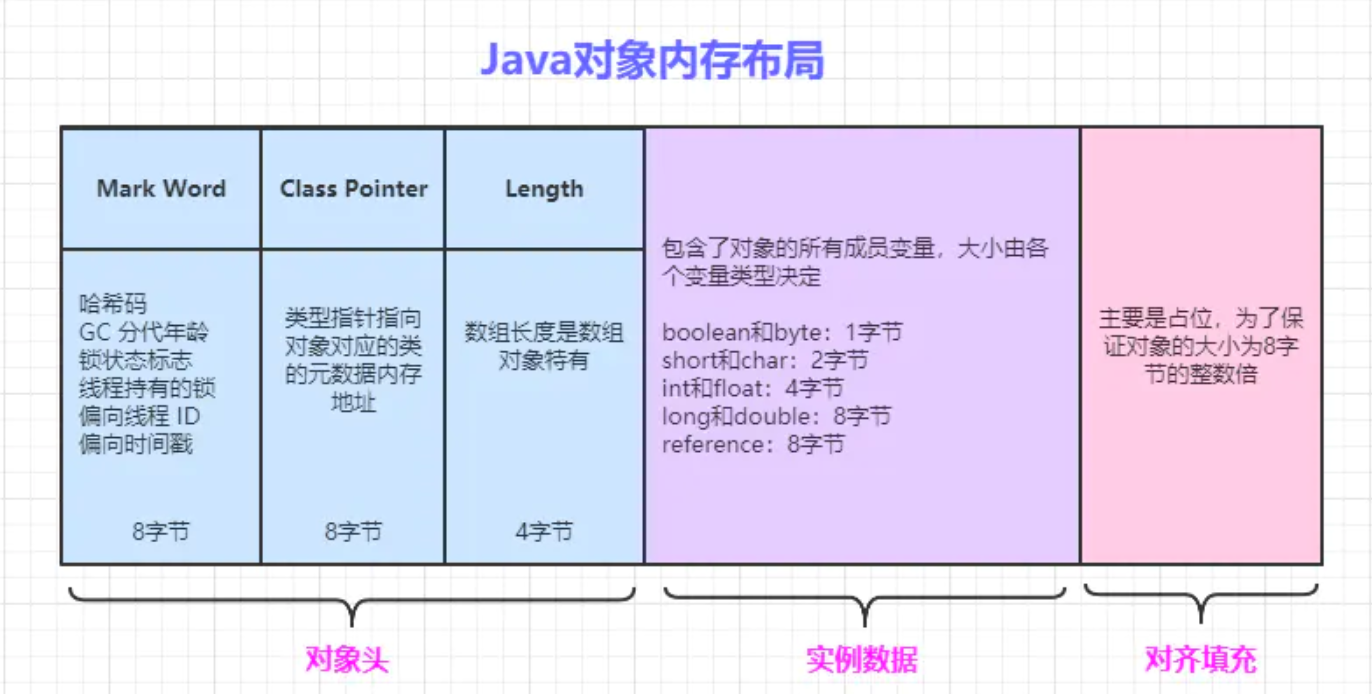 Java对象内存布局
Mark Word
Class Pointer
Length
哈希码
GC 分代年龄
锁状态标志
线程持有的锁
偏向线程 ID
偏向时间戳
8字节
类型指针指向
对象对应的类
的元数据内存
地址
8字节
数组长度是数组
对象特有
4字节
包含了对象的所有成员变量，大小由各
个变量类型决定
boolean和byte：1字节
short和char：2字节
int和float：4字节
long和double：8字节
reference：8字节
主要是占位，为了保
证对象的大小为8字
节的整数倍
对象头
实例数据
对齐填充